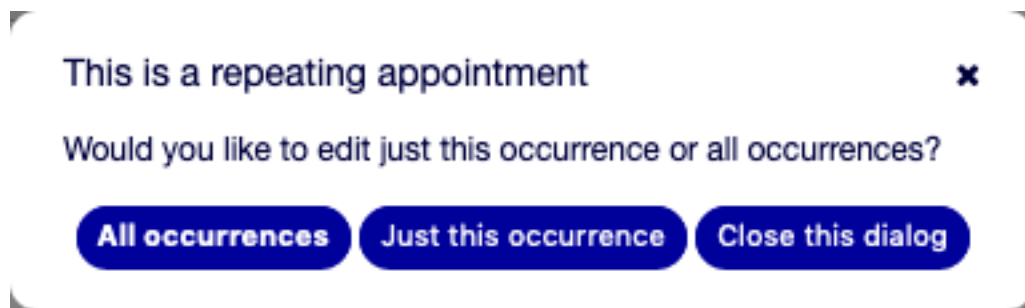 This is a repeating appointment
Would you like to edit just this occurrence or all occurrences?
All occurrences Just this occurrence Close this dialog